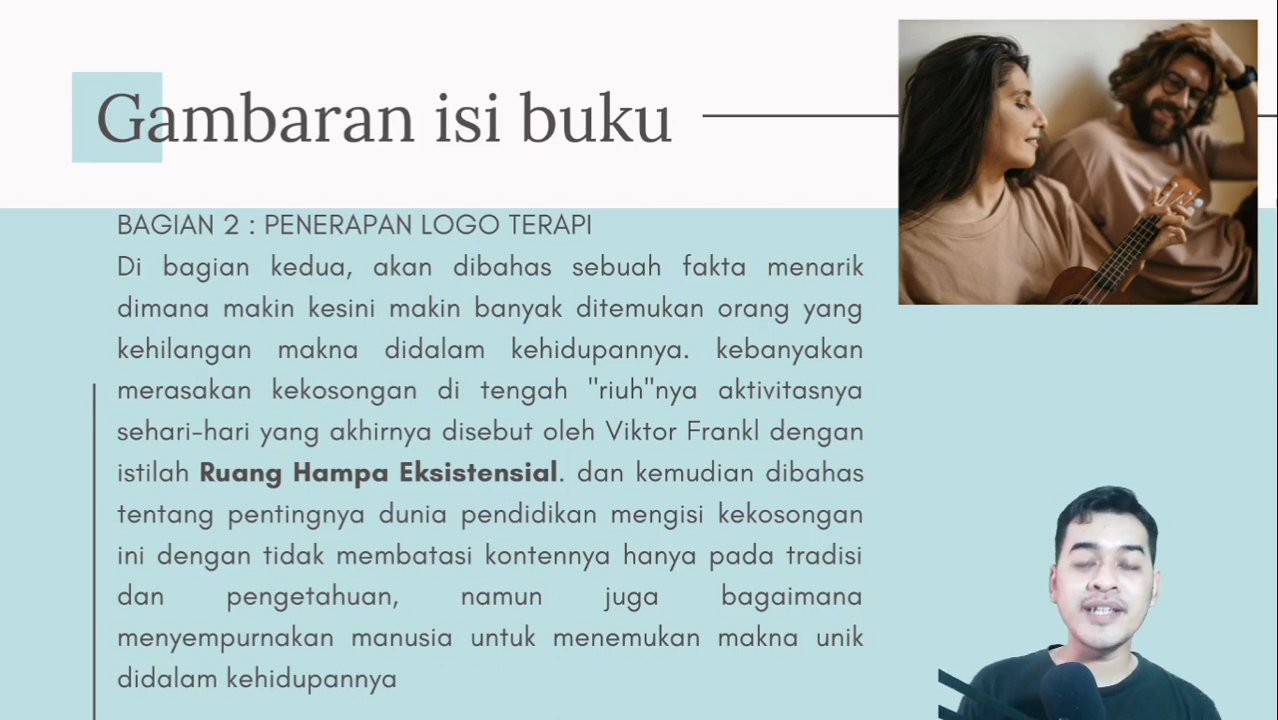 Gambaran isi buku
BAGIAN 2 : PENERAPAN LOGO TERAPI
Di bagian kedua, akan dibahas sebuah fakta menarik
dimana makin kesini makin banyak ditemukan orang yang
kehilangan makna didalam kehidupannya. kebanyakan
merasakan kekosongan di tengah "riuh"nya aktivitasnya
sehari-hari yang akhirnya disebut oleh Viktor Frankl dengan
istilah Ruang Hampa Eksistensial. dan kemudian dibahas
tentang pentingnya dunia pendidikan mengisi kekosongan
ini dengan tidak membatasi kontennya hanya pada tradisi
dan pengetahuan, namun juga bagaimana
menyempurnakan manusia untuk menemukan makna unik
didalam kehidupannya